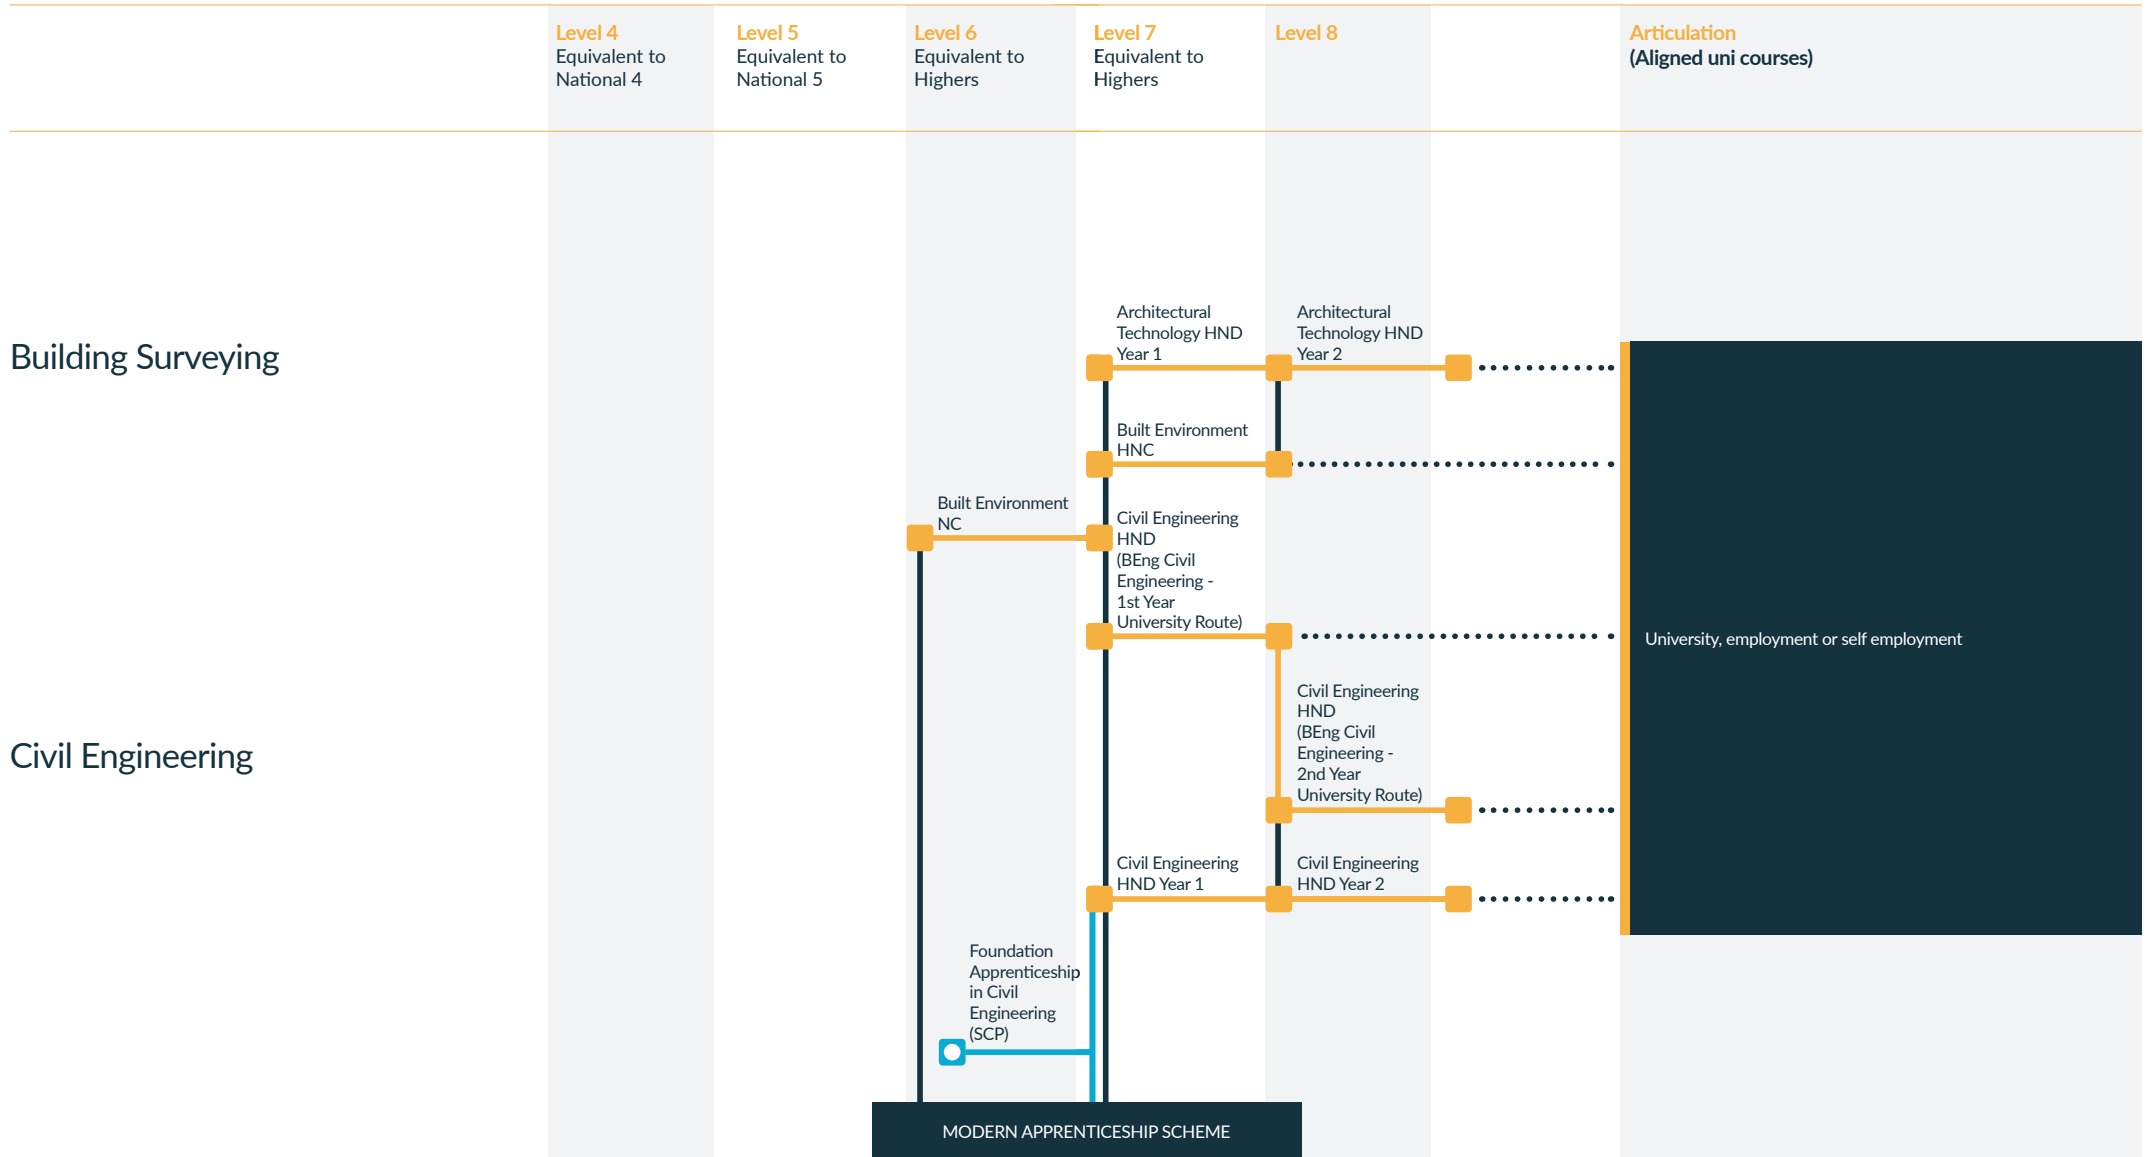 Level 4
Equivalent to
National 4
Level 5
Equivalent to
National 5
Level 6
Equivalent to
Highers
Level 7
Equivalent to
Highers
Level 8
Articulation
(Aligned uni courses)
Building Surveying
Architectural
Technology HND
Year 1
Architectural
Technology HND
Year 2
Built Environment
HNC
Built Environment
NC
Civil Engineering
HND
(BEng Civil
Engineering -
1st Year
University Route)
University, employment or self employment
Civil Engineering
Civil Engineering
HND
(BEng Civil
Engineering -
2nd Year
University Route)
Civil Engineering
HND Year 1
Civil Engineering
HND Year 2
Foundation
Apprenticeship
in Civil
Engineering
(SCP)
MODERN APPRENTICESHIP SCHEME